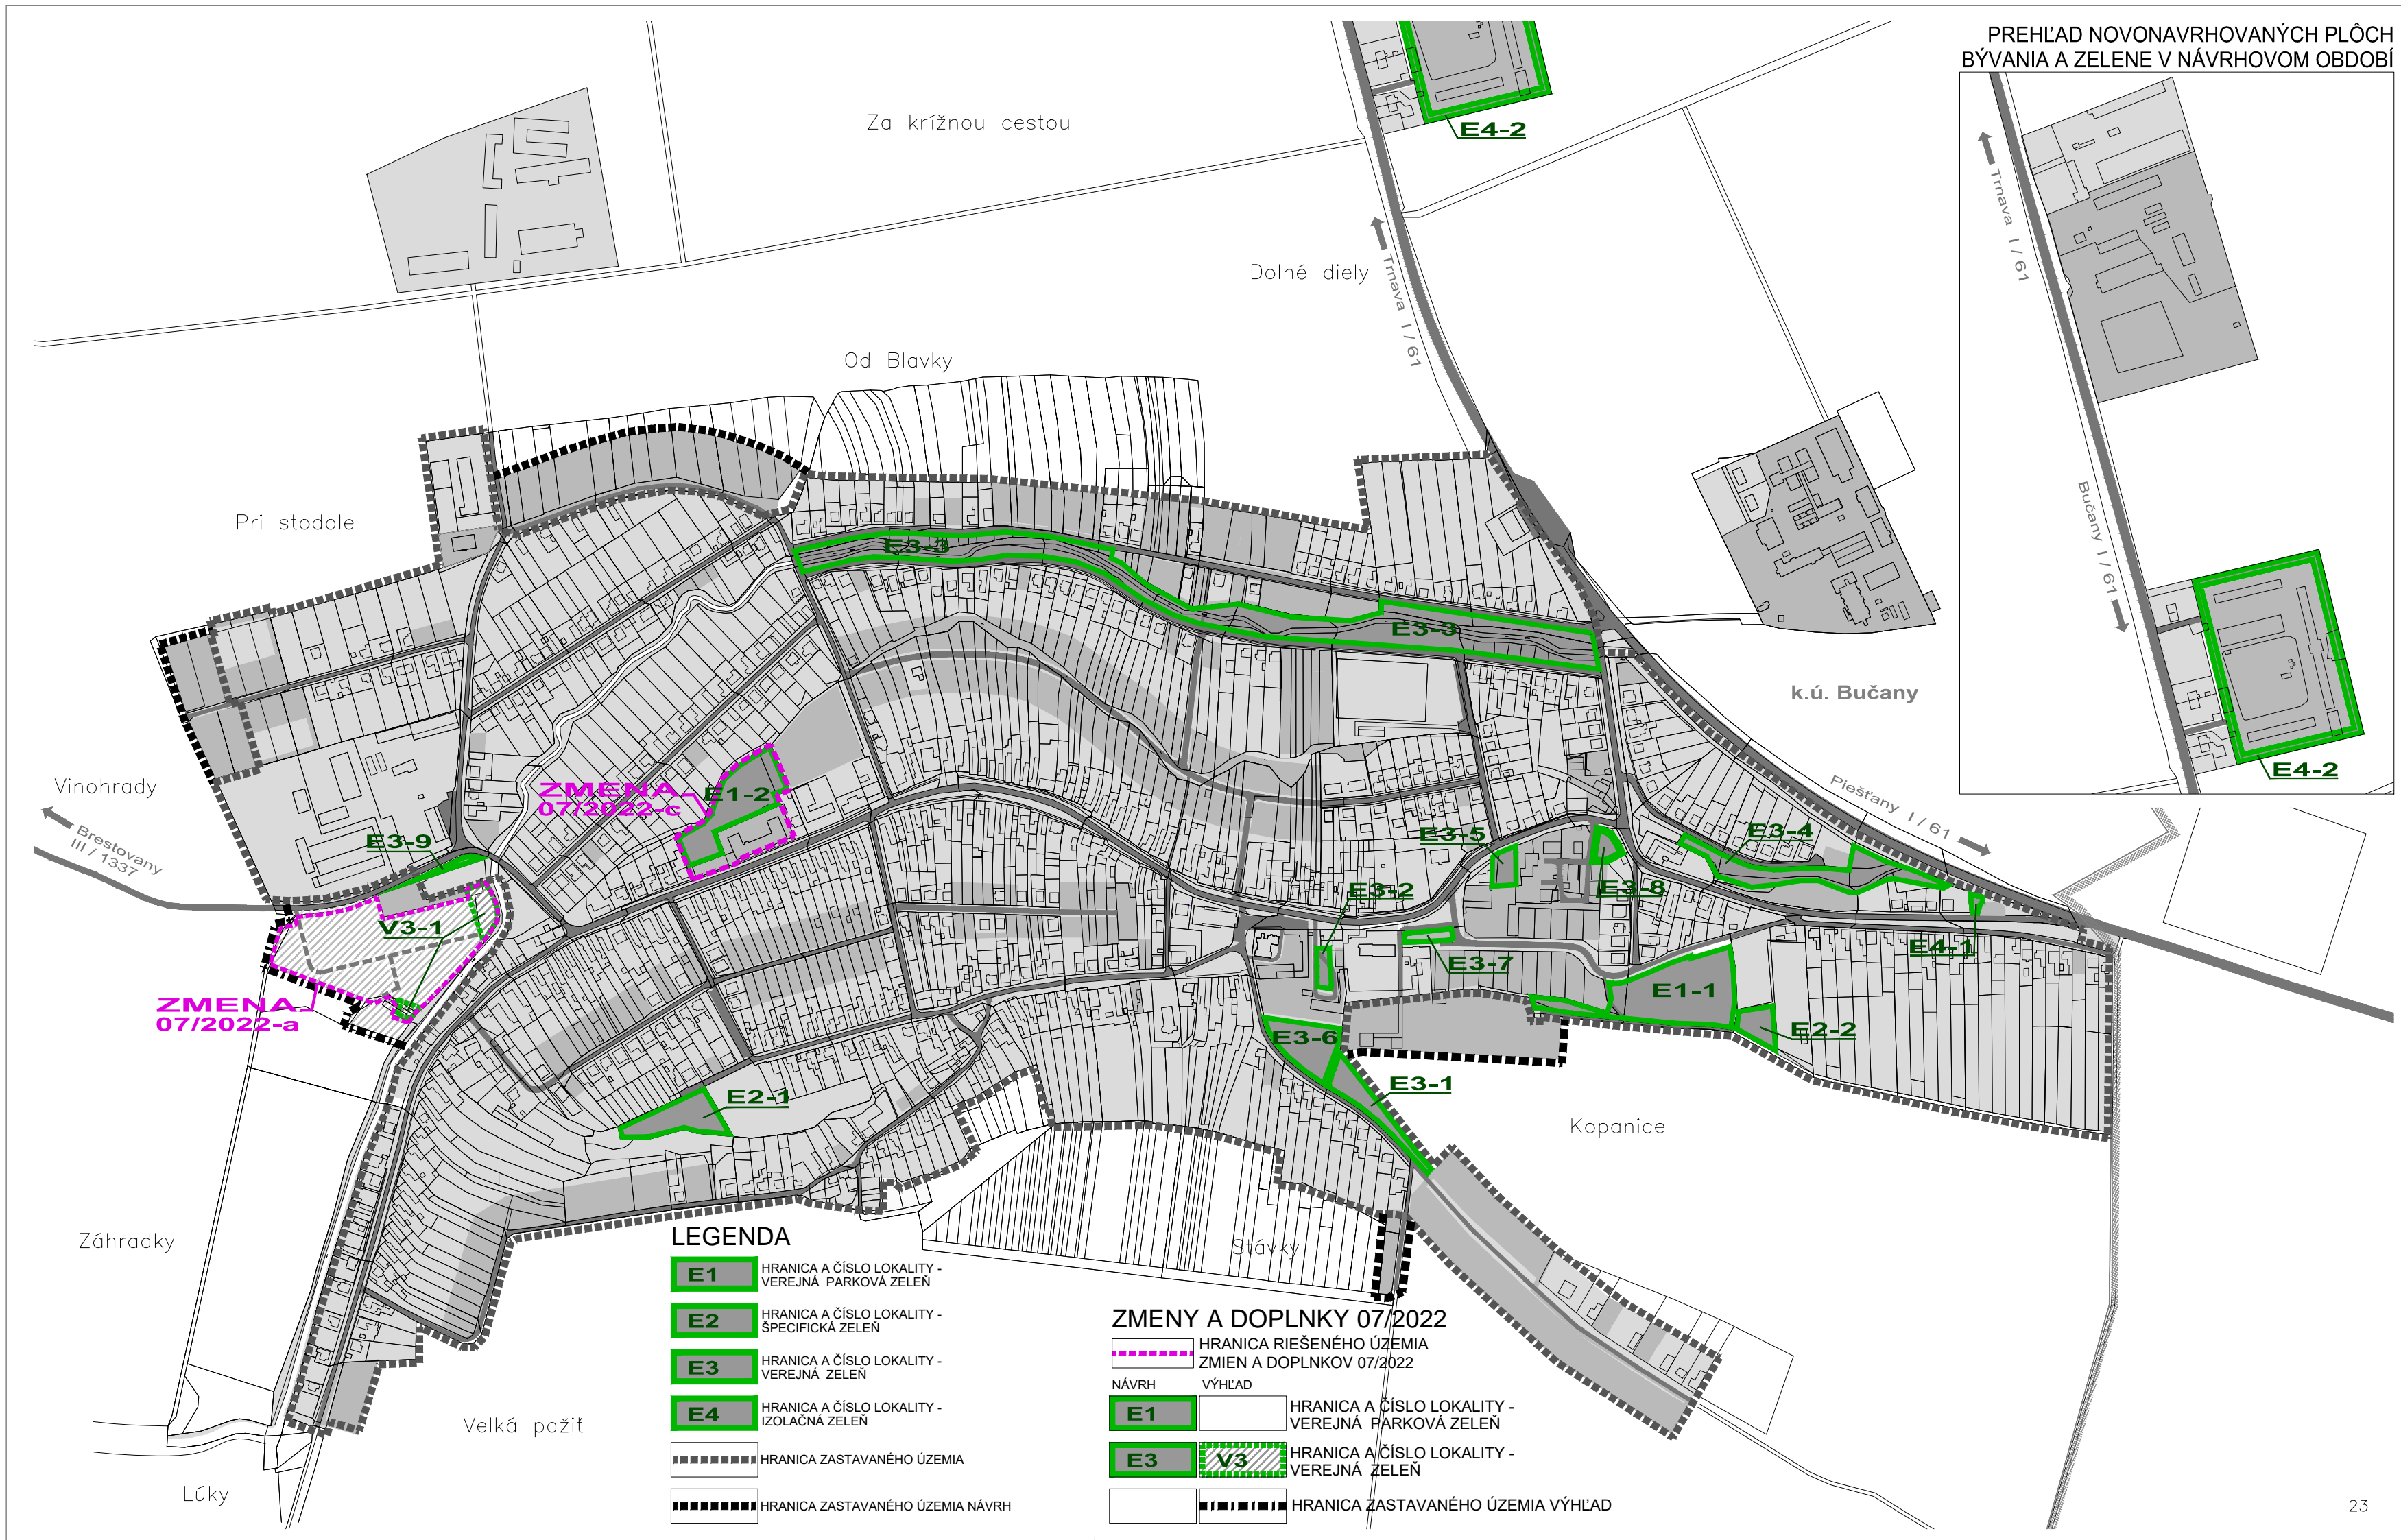 PREHĽAD NOVONAVRHOVANÝCH PLÔCH
BÝVANIA A ZELENE V NÁVRHOVOM OBDOBÍ
Za krížnou cestou
E4-2
Trnava I / 61
Dolné diely
Trnava I / 61
Od Blavky
Bučany I / 61
Pri stodole
E3-3
E3-3
k.ú. Bučany
E4-2
Vinohrady
ZMENA
07/2022-c
E1-2
Piešťany I / 61
Brestovany
III / 1337
E3-9
E3-5
E3-4
E3-2
E3-8
V3-1
E4-1
E3-7
ZMENA
07/2022-a
E1-1
E2-2
E3-6
E3-1
E2-1
Kopanice
Záhradky
Stávky
LEGENDA
E1
HRANICA A ČÍSLO LOKALITY -
VEREJNÁ PARKOVÁ ZELEŇ
E2
HRANICA A ČÍSLO LOKALITY -
ŠPECIFICKÁ ZELEŇ
E3
HRANICA A ČÍSLO LOKALITY -
VEREJNÁ ZELEŇ
E4
HRANICA A ČÍSLO LOKALITY -
IZOLAČNÁ ZELEŇ
HRANICA ZASTAVANÉHO ÚZEMIA
HRANICA ZASTAVANÉHO ÚZEMIA NÁVRH
ZMENY A DOPLNKY 07/2022
HRANICA RIEŠENÉHO ÚZEMIA
ZMIEN A DOPLNKOV 07/2022
NÁVRH VÝHĽAD
E1
HRANICA A ČÍSLO LOKALITY -
VEREJNÁ PARKOVÁ ZELEŇ
E3 V3
HRANICA A ČÍSLO LOKALITY -
VEREJNÁ ZELEŇ
HRANICA ZASTAVANÉHO ÚZEMIA VÝHĽAD
Velká pažiť
Lúky
23